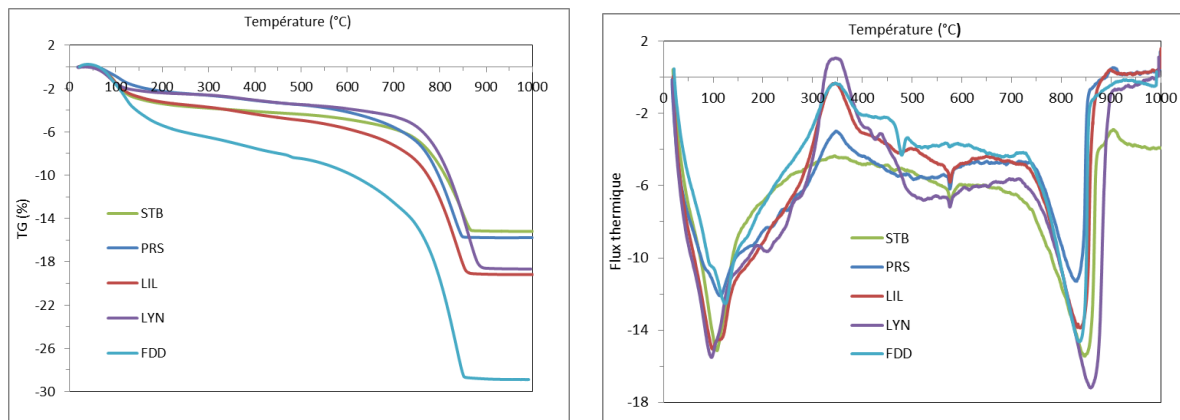 Température (°C)
2
0 100 200 300 400 500 600 700 800 900 1000
-2
-6
-10
-14
-18
-22
-26
-30
TG (%)
STB
PRS
LIL
LYN
FDD
Température (°C)
2
0 100 200 300 400 500 600 700 800 900 1000
-2
-6
-10
-14
-18
Flux thermique
STB
PRS
LIL
LYN
FDD